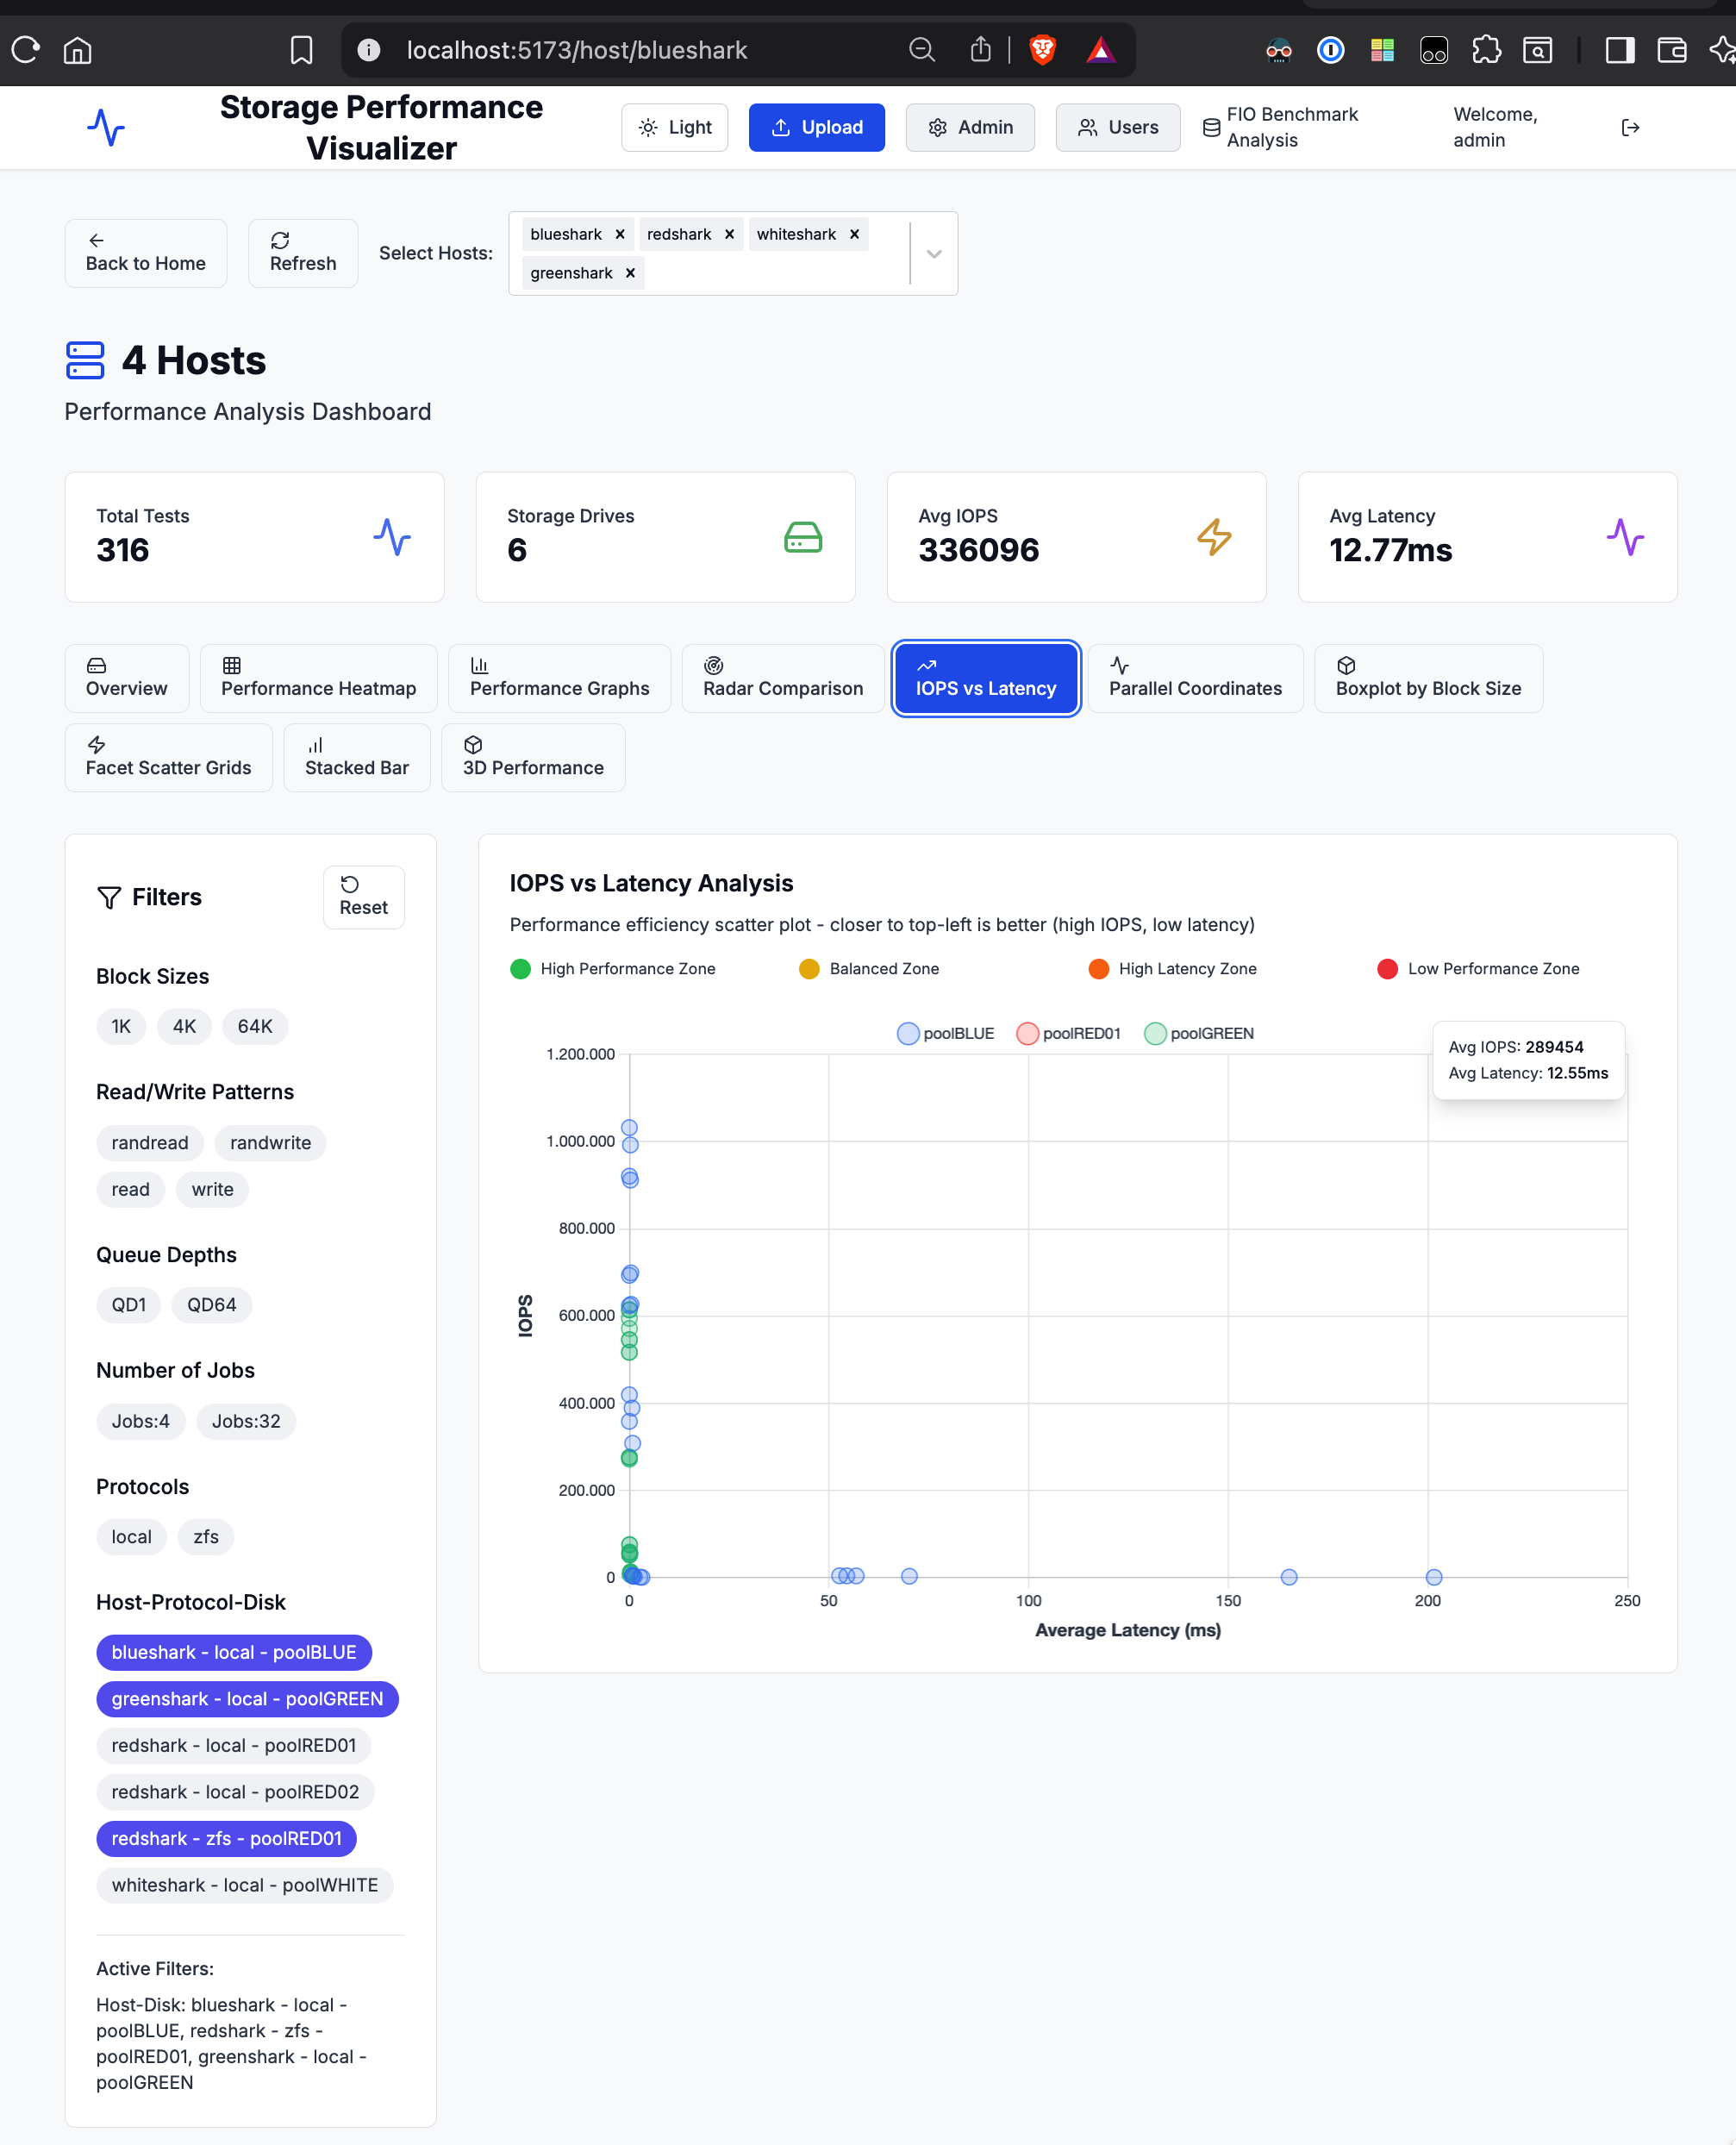 localhost:5173/host/blueshark
Storage Performance
Visualizer
Light
Upload
Admin
Users
FIO Benchmark
Analysis
Welcome,
admin
Back to Home
Refresh
Select Hosts:
blueshark
redshark
whiteshark
greenshark
4 Hosts
Performance Analysis Dashboard
Total Tests
316
Storage Drives
6
Avg IOPS
336096
Avg Latency
12.77ms
Overview
Performance Heatmap
Performance Graphs
Radar Comparison
IOPS vs Latency
Parallel Coordinates
Boxplot by Block Size
Facet Scatter Grids
Stacked Bar
3D Performance
Filters
Reset
Block Sizes
1K
4K
64K
Read/Write Patterns
randread
randwrite
read
write
Queue Depths
QD1
QD64
Number of Jobs
Jobs:4
Jobs:32
Protocols
local
zfs
Host-Protocol-Disk
blueshark - local - poolBLUE
greenshark - local - poolGREEN
redshark - local - poolRED01
redshark - local - poolRED02
redshark - zfs - poolRED01
whiteshark - local - poolWHITE
Active Filters:
Host-Disk: blueshark - local -
poolBLUE, redshark - zfs -
poolRED01, greenshark - local -
poolGREEN
IOPS vs Latency Analysis
Performance efficiency scatter plot - closer to top-left is better (high IOPS, low latency)
High Performance Zone
Balanced Zone
High Latency Zone
Low Performance Zone
poolBLUE
poolRED01
poolGREEN
Avg IOPS: 289454
Avg Latency: 12.55ms
1.200.000
1.000.000
800.000
600.000
400.000
200.000
0
IOPS
0
50
100
150
200
250
Average Latency (ms)